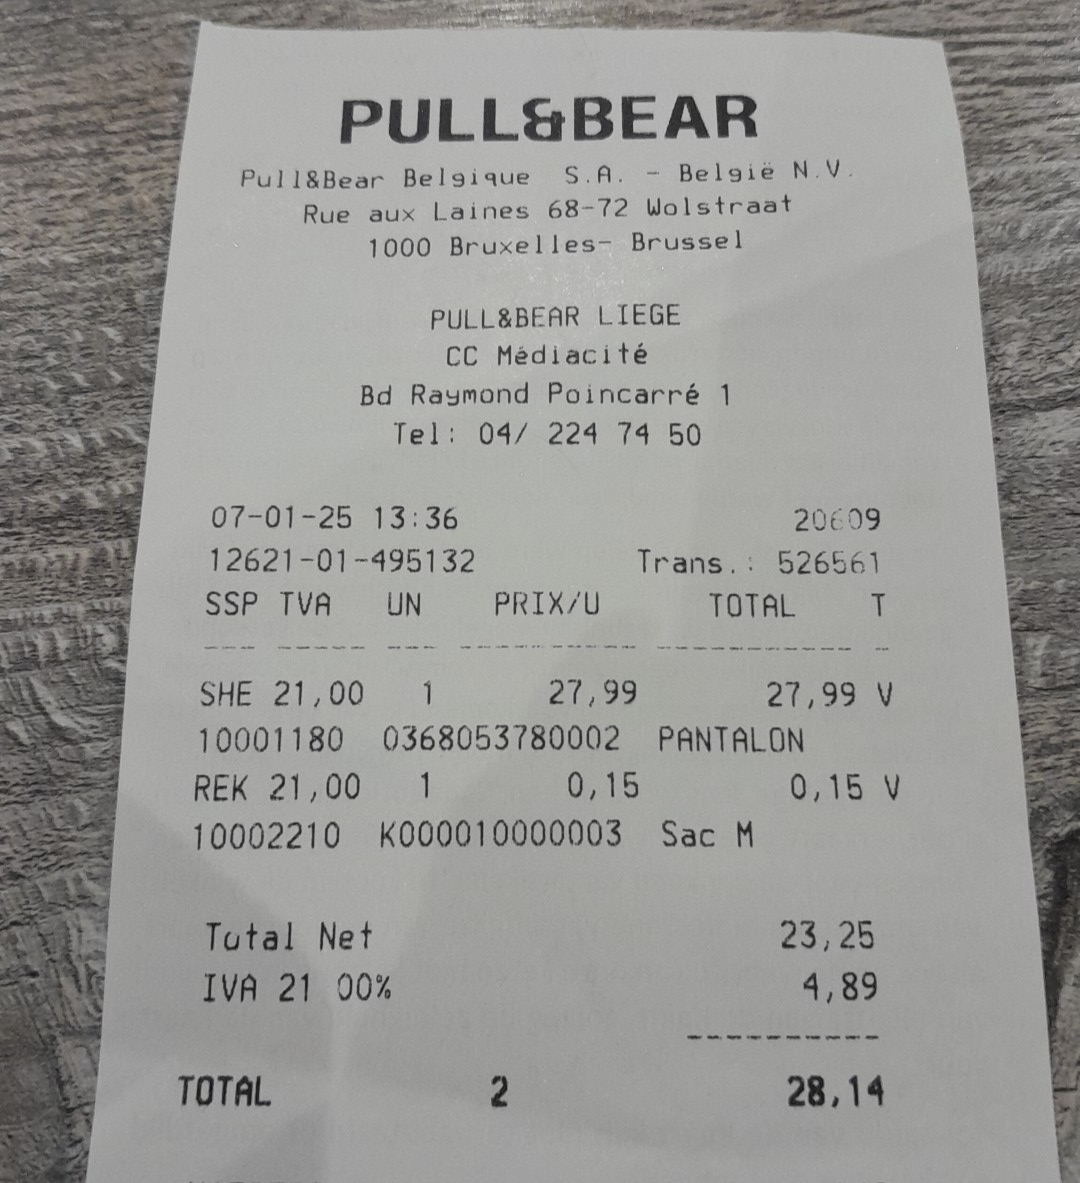 PULL&BEAR
Pull&Bear Belgique S.A. - België N.V.
Rue aux Laines 68-72 Wolstraat
1000 Bruxelles- Brussel
PULL&BEAR LIEGE
CC Médiacité
Bd Raymond Poincarré 1
Tel: 04/ 224 74 50
07-01-25 13:36 20609
12621-01-495132 Trans.: 526561
SSP TVA UN PRIX/U TOTAL T
--- ----- --- ---------- ----------- -
SHE 21,00 1 27,99 27,99 V
10001180 0368053780002 PANTALON
REK 21,00 1 0,15 0,15 V
10002210 K000010000003 Sac M
Total Net 23,25
IVA 21 00% 4,89
-----------
TOTAL 2 28,14